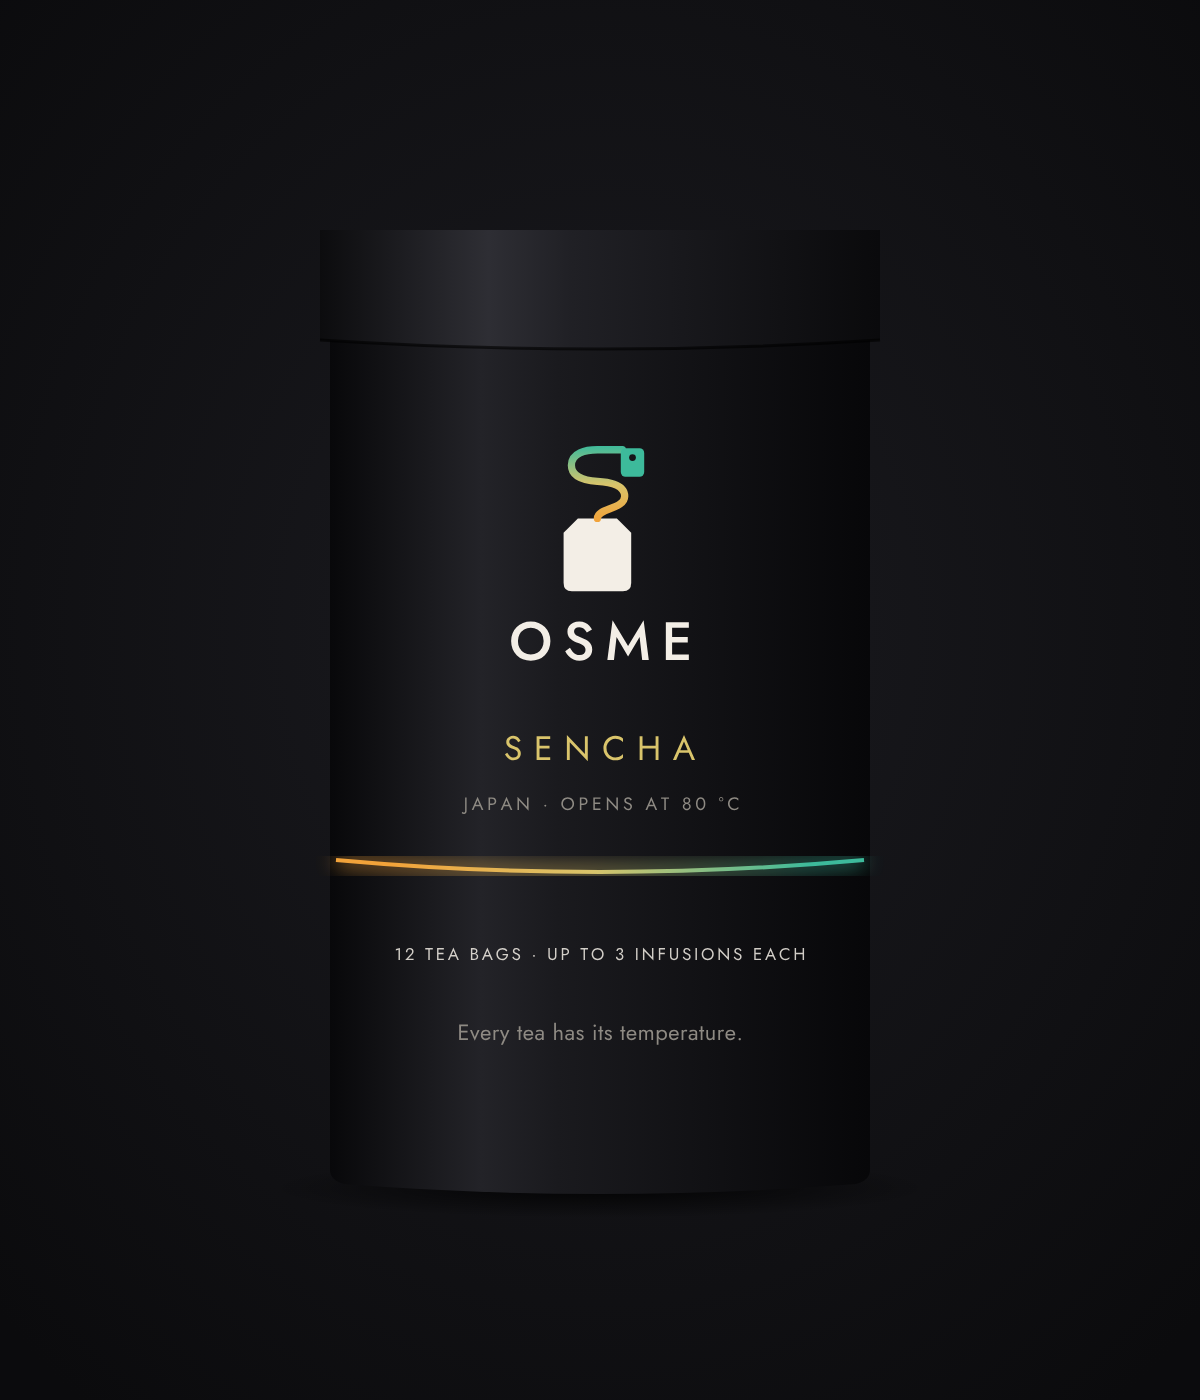 OSME
SENCHA
JAPAN · OPENS AT 80 °C
12 TEA BAGS · UP TO 3 INFUSIONS EACH
Every tea has its temperature.